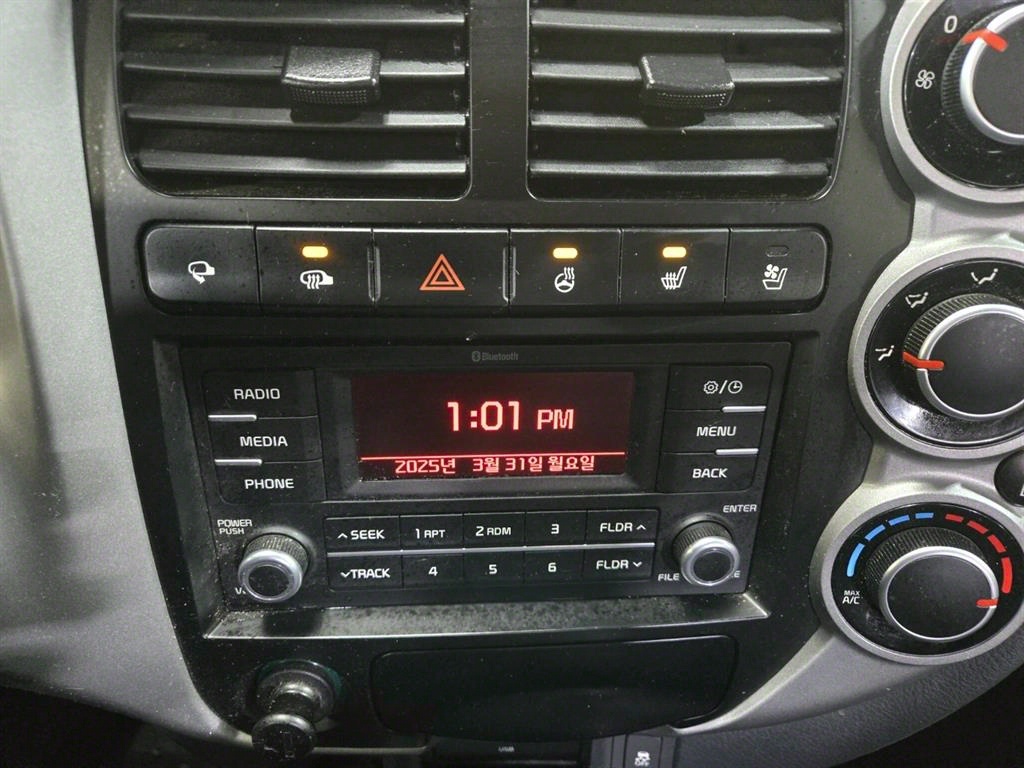 0
Bluetooth
RADIO
MEDIA
PHONE
1:01 PM
2025년 3월 31일 월요일
MENU
BACK
POWER
PUSH
ENTER
SEEK
1 RPT
2 RDM
3
FLDR
TRACK
4
5
6
FLDR
FILE
MAX
A/C
USB
OFF